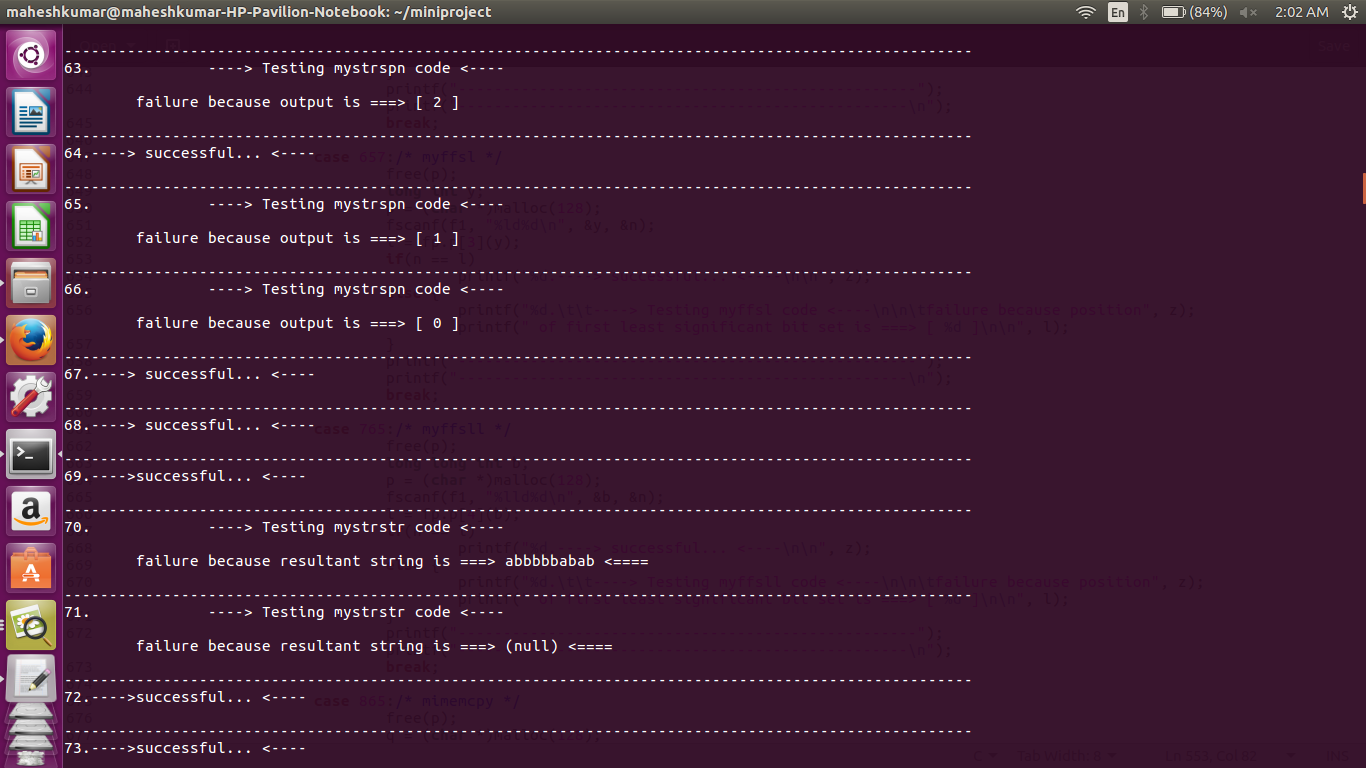 maheshkumar@maheshkumar-HP-Pavilion-Notebook: ~/miniproject En (84%) 2:02 AM
-----------------------------------------------------------------------------------------------------
63. ----> Testing mystrspn code <----
failure because output is ===> [ 2 ]
-----------------------------------------------------------------------------------------------------
64.----> successful... <----
-----------------------------------------------------------------------------------------------------
65. ----> Testing mystrspn code <----
failure because output is ===> [ 1 ]
-----------------------------------------------------------------------------------------------------
66. ----> Testing mystrspn code <----
failure because output is ===> [ 0 ]
-----------------------------------------------------------------------------------------------------
67.----> successful... <----
-----------------------------------------------------------------------------------------------------
68.----> successful... <----
-----------------------------------------------------------------------------------------------------
69.---->successful... <----
-----------------------------------------------------------------------------------------------------
70. ----> Testing mystrstr code <----
failure because resultant string is ===> abbbbbabab <====
-----------------------------------------------------------------------------------------------------
71. ----> Testing mystrstr code <----
failure because resultant string is ===> (null) <====
-----------------------------------------------------------------------------------------------------
72.---->successful... <----
-----------------------------------------------------------------------------------------------------
73.---->successful... <----